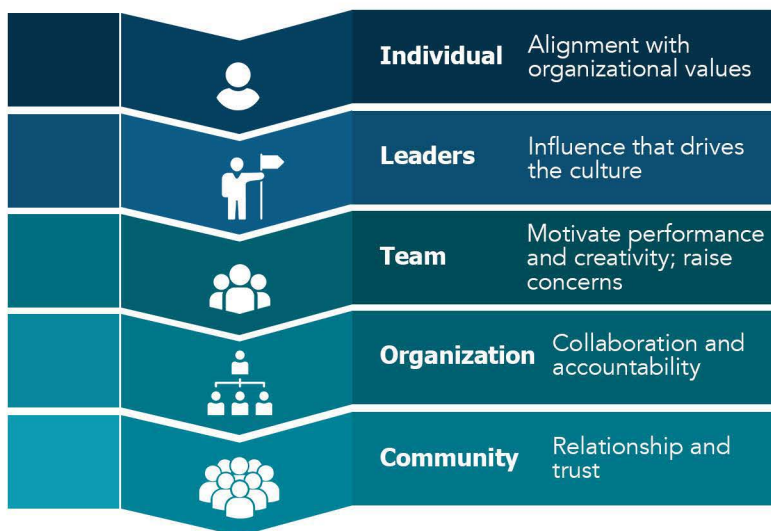 Individual
Alignment with
organizational values
Leaders
Influence that drives
the culture
Team
Motivate performance
and creativity; raise
concerns
Organization
Collaboration and
accountability
Community
Relationship and
trust